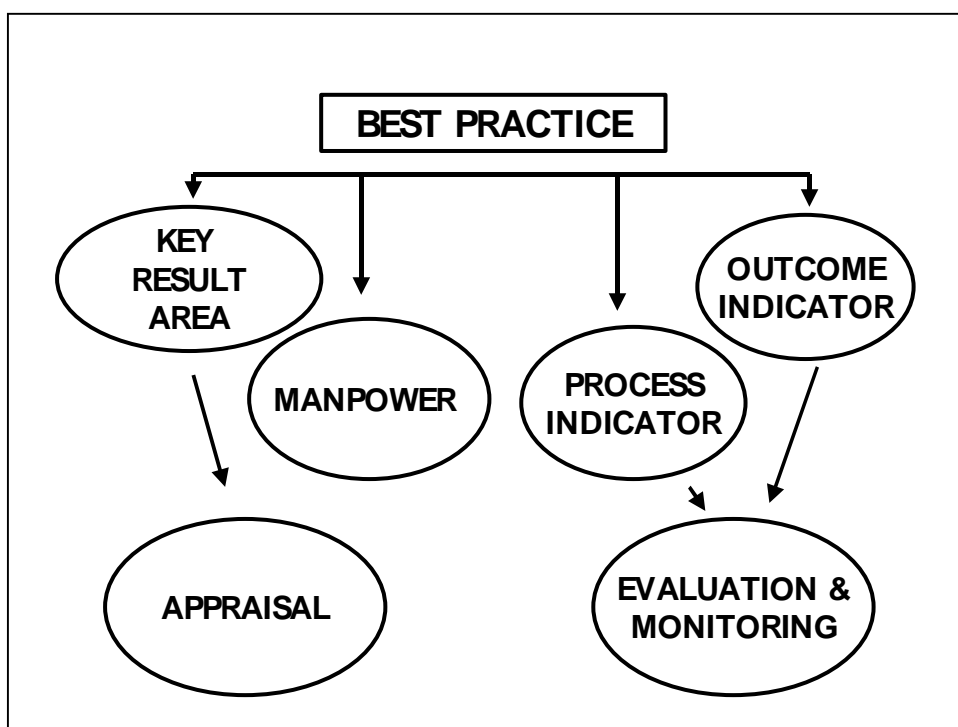 BEST PRACTICE
KEY
RESULT
AREA
OUTCOME
INDICATOR
MANPOWER
PROCESS
INDICATOR
APPRAISAL
EVALUATION &
MONITORING